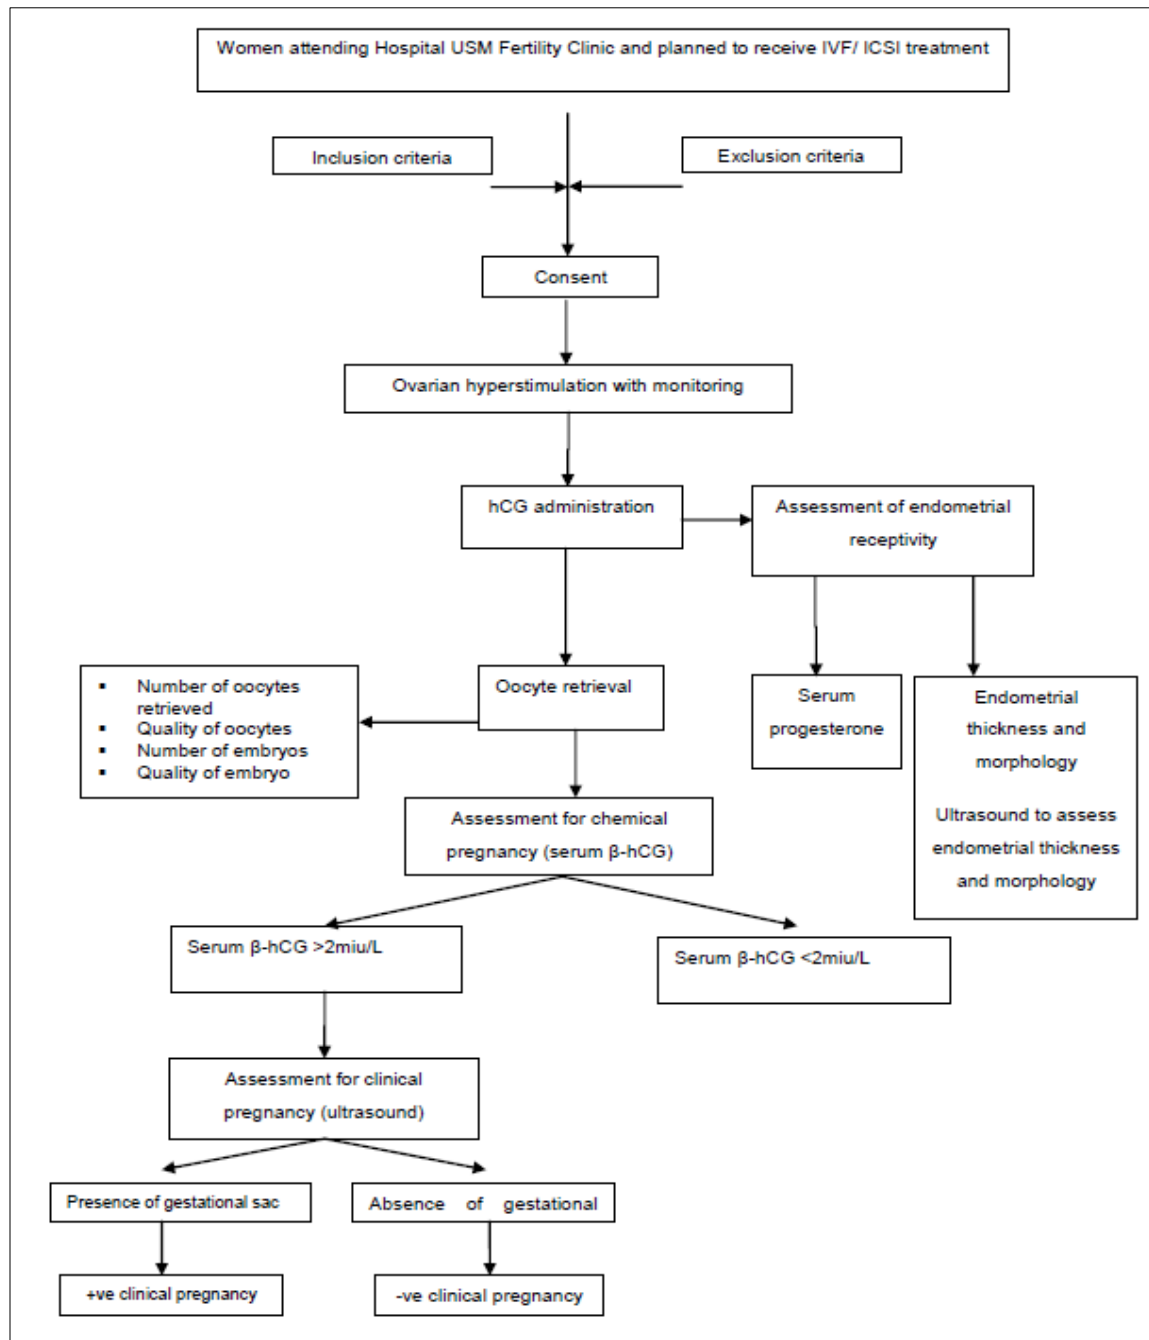 Women attending Hospital USM Fertility Clinic and planned to receive IVF/ ICSI treatment
Inclusion criteria
Exclusion criteria
Consent
Ovarian hyperstimulation with monitoring
hCG administration
Assessment of endometrial
receptivity
▪ Number of oocytes
retrieved
▪ Quality of oocytes
▪ Number of embryos
▪ Quality of embryo
Oocyte retrieval
Serum
progesterone
Endometrial
thickness and
morphology
Ultrasound to assess
endometrial thickness
and morphology
Assessment for chemical
pregnancy (serum β-hCG)
Serum β-hCG >2miu/L
Serum β-hCG <2miu/L
Assessment for clinical
pregnancy (ultrasound)
Presence of gestational sac
Absence of gestational
+ve clinical pregnancy
-ve clinical pregnancy